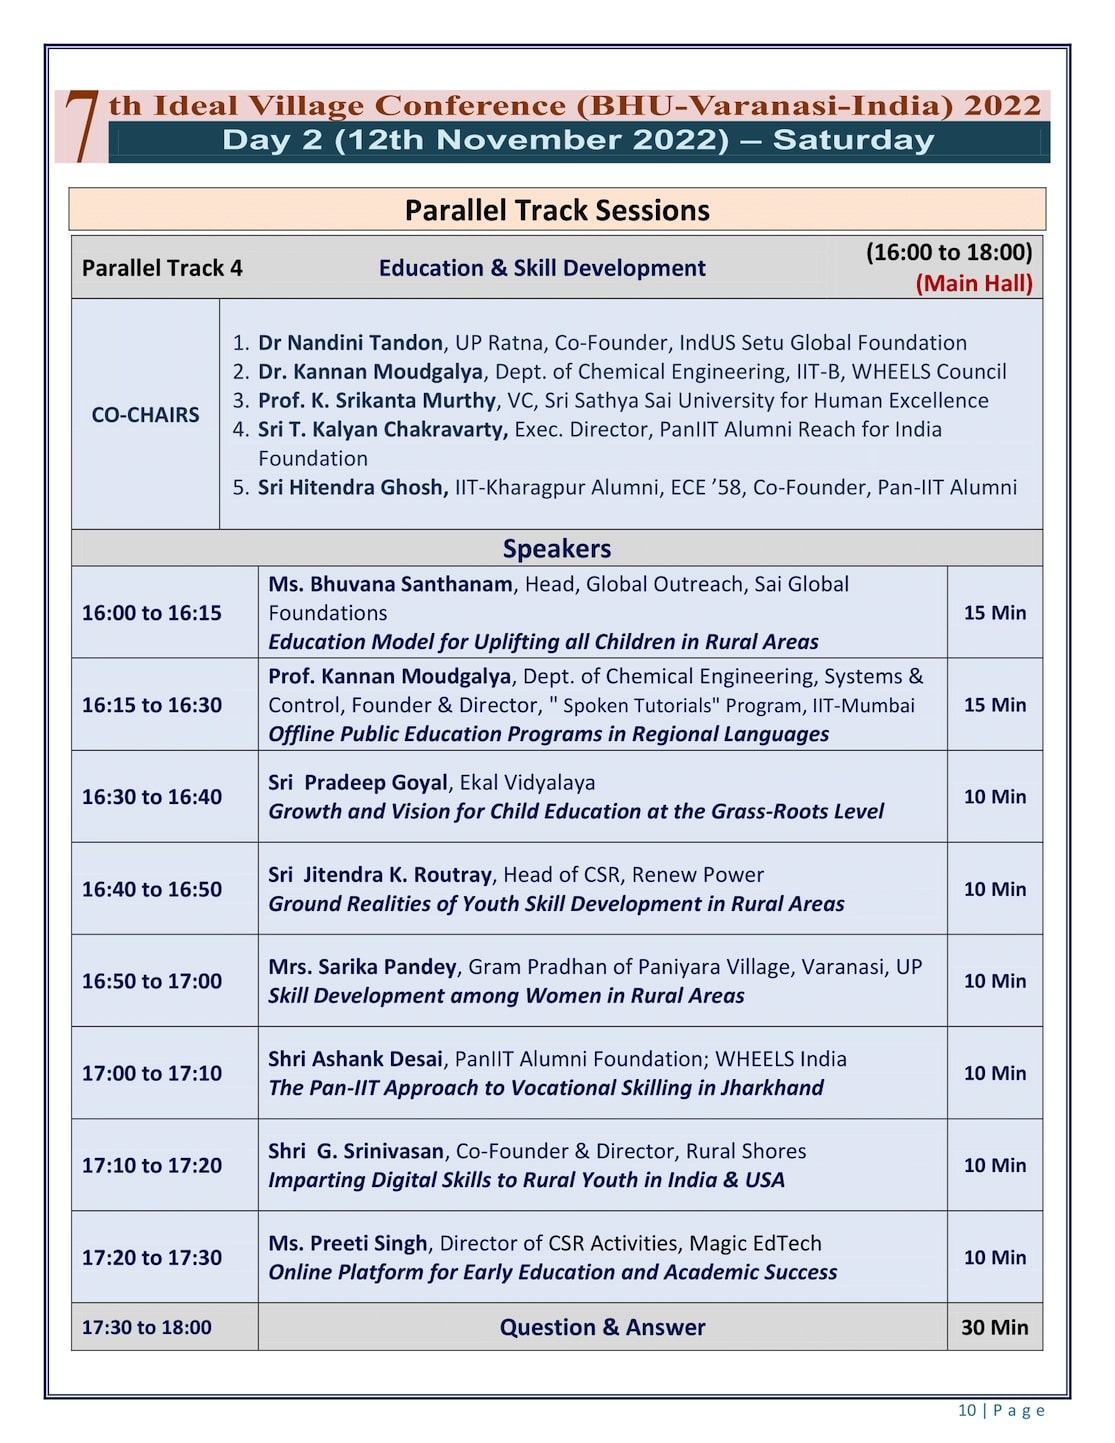 7th Ideal Village Conference (BHU-Varanasi-India) 2022
Day 2 (12th November 2022) – Saturday
Parallel Track Sessions
Parallel Track 4 Education & Skill Development (16:00 to 18:00)
(Main Hall)
CO-CHAIRS
1. Dr Nandini Tandon, UP Ratna, Co-Founder, IndUS Setu Global Foundation
2. Dr. Kannan Moudgalya, Dept. of Chemical Engineering, IIT-B, WHEELS Council
3. Prof. K. Srikanta Murthy, VC, Sri Sathya Sai University for Human Excellence
4. Sri T. Kalyan Chakravarty, Exec. Director, PanIIT Alumni Reach for India
Foundation
5. Sri Hitendra Ghosh, IIT-Kharagpur Alumni, ECE ’58, Co-Founder, Pan-IIT Alumni
Speakers
16:00 to 16:15
Ms. Bhuvana Santhanam, Head, Global Outreach, Sai Global
Foundations
Education Model for Uplifting all Children in Rural Areas
15 Min
16:15 to 16:30
Prof. Kannan Moudgalya, Dept. of Chemical Engineering, Systems &
Control, Founder & Director, " Spoken Tutorials" Program, IIT-Mumbai
Offline Public Education Programs in Regional Languages
15 Min
16:30 to 16:40
Sri Pradeep Goyal, Ekal Vidyalaya
Growth and Vision for Child Education at the Grass-Roots Level
10 Min
16:40 to 16:50
Sri Jitendra K. Routray, Head of CSR, Renew Power
Ground Realities of Youth Skill Development in Rural Areas
10 Min
16:50 to 17:00
Mrs. Sarika Pandey, Gram Pradhan of Paniyara Village, Varanasi, UP
Skill Development among Women in Rural Areas
10 Min
17:00 to 17:10
Shri Ashank Desai, PanIIT Alumni Foundation; WHEELS India
The Pan-IIT Approach to Vocational Skilling in Jharkhand
10 Min
17:10 to 17:20
Shri G. Srinivasan, Co-Founder & Director, Rural Shores
Imparting Digital Skills to Rural Youth in India & USA
10 Min
17:20 to 17:30
Ms. Preeti Singh, Director of CSR Activities, Magic EdTech
Online Platform for Early Education and Academic Success
10 Min
17:30 to 18:00 Question & Answer 30 Min
10 | P a g e